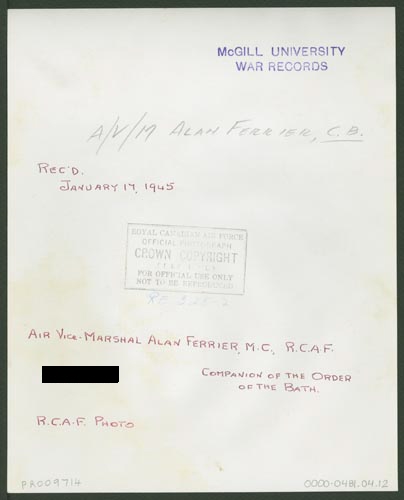 McGILL UNIVERSITY
WAR RECORDS
A/V/M ALAN FERRIER, C.B.
REC'D.
JANUARY 17, 1945
ROYAL CANADIAN AIR FORCE
OFFICIAL PHOTOGRAPH
CROWN COPYRIGHT
FOR OFFICIAL USE ONLY
NOT TO BE REPRODUCED
AIR VICE-MARSHAL ALAN FERRIER, M.C., R.C.A.F.
COMPANION OF THE ORDER
OF THE BATH.
R.C.A.F. PHOTO
PR009714
0000-0481.04.12